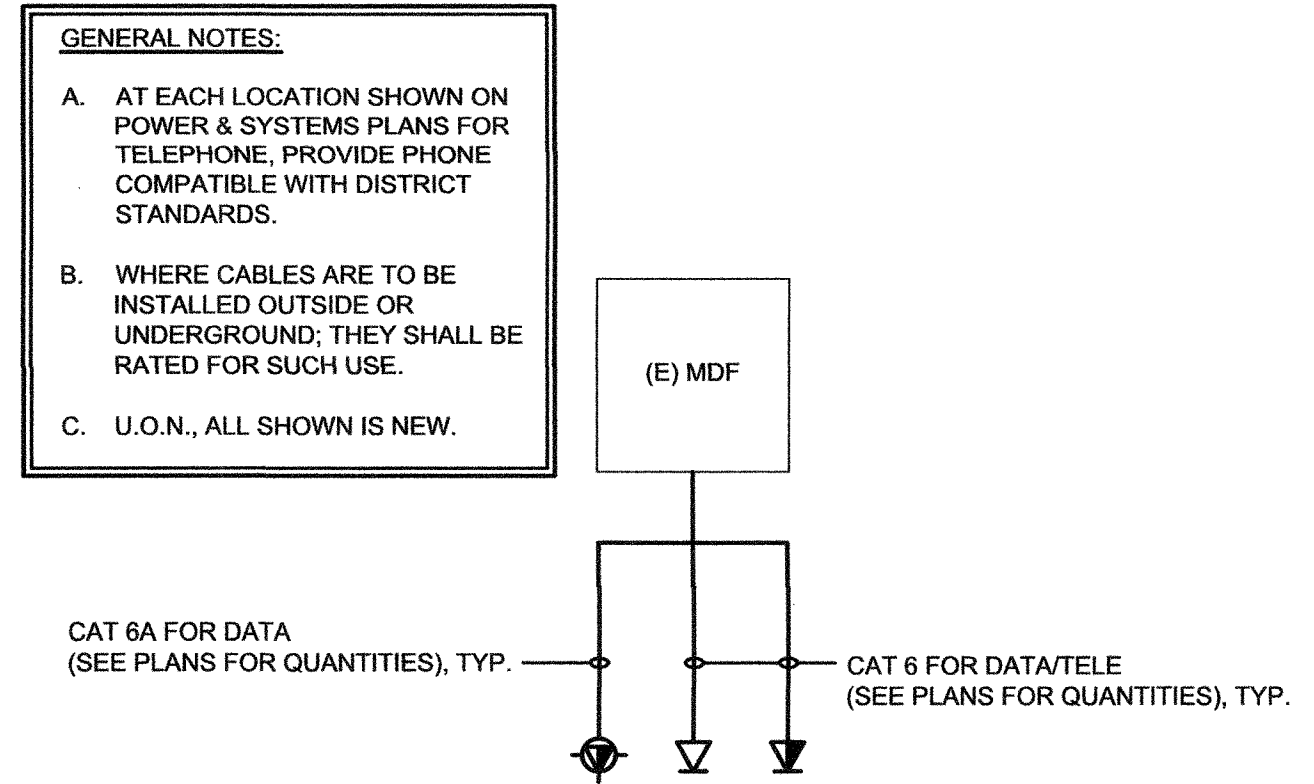 GENERAL NOTES:
A. AT EACH LOCATION SHOWN ON
POWER & SYSTEMS PLANS FOR
TELEPHONE, PROVIDE PHONE
COMPATIBLE WITH DISTRICT
STANDARDS.
B. WHERE CABLES ARE TO BE
INSTALLED OUTSIDE OR
UNDERGROUND; THEY SHALL BE
RATED FOR SUCH USE.
C. U.O.N., ALL SHOWN IS NEW.
(E) MDF
CAT 6A FOR DATA
(SEE PLANS FOR QUANTITIES), TYP.
CAT 6 FOR DATA/TELE
(SEE PLANS FOR QUANTITIES), TYP.